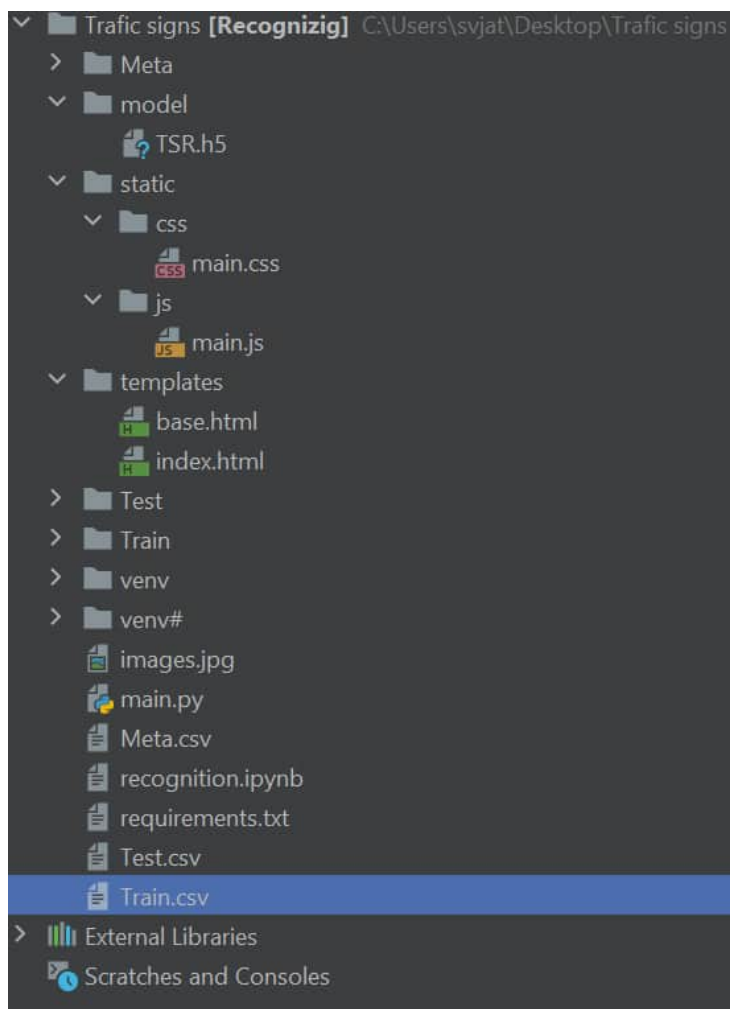 Trafic signs [Recognizig] C:\Users\svjat\Desktop\Trafic signs
Meta
model
TSR.h5
static
css
main.css
js
main.js
templates
base.html
index.html
Test
Train
venv
venv#
images.jpg
main.py
Meta.csv
recognition.ipynb
requirements.txt
Test.csv
Train.csv
External Libraries
Scratches and Consoles